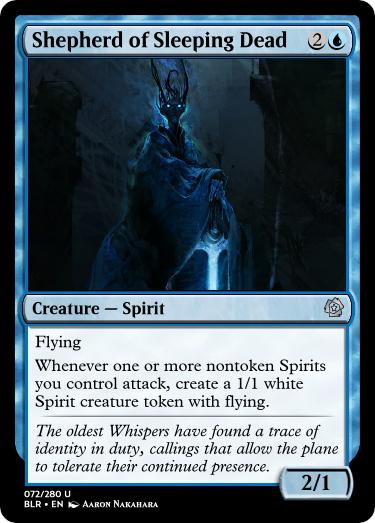 Shepherd of Sleeping Dead 2
Creature — Spirit
Flying
Whenever one or more nontoken Spirits
you control attack, create a 1/1 white
Spirit creature token with flying.
The oldest Whispers have found a trace of
identity in duty, callings that allow the plane
to tolerate their continued presence.
2/1
072/280 U
BLR • EN Aaron Nakahara